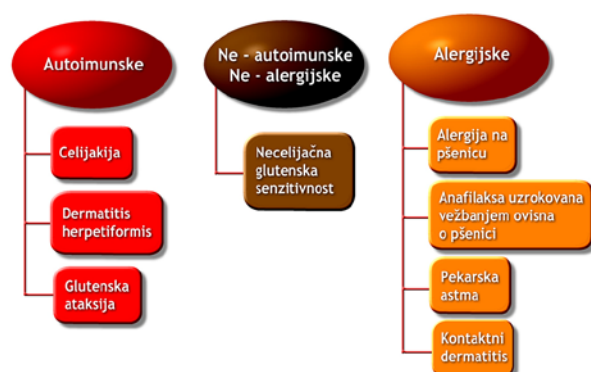 Autoimunske
Celijakija
Dermatitis
herpetiformis
Glutenska
ataksija
Ne - autoimunske
Ne - alergijske
Necelijačna
glutenska
senzitivnost
Alergijske
Alergija na
pšenicu
Anafilaksa uzrokovana
vežbanjem ovisna
o pšenici
Pekarska
astma
Kontaktni
dermatitis